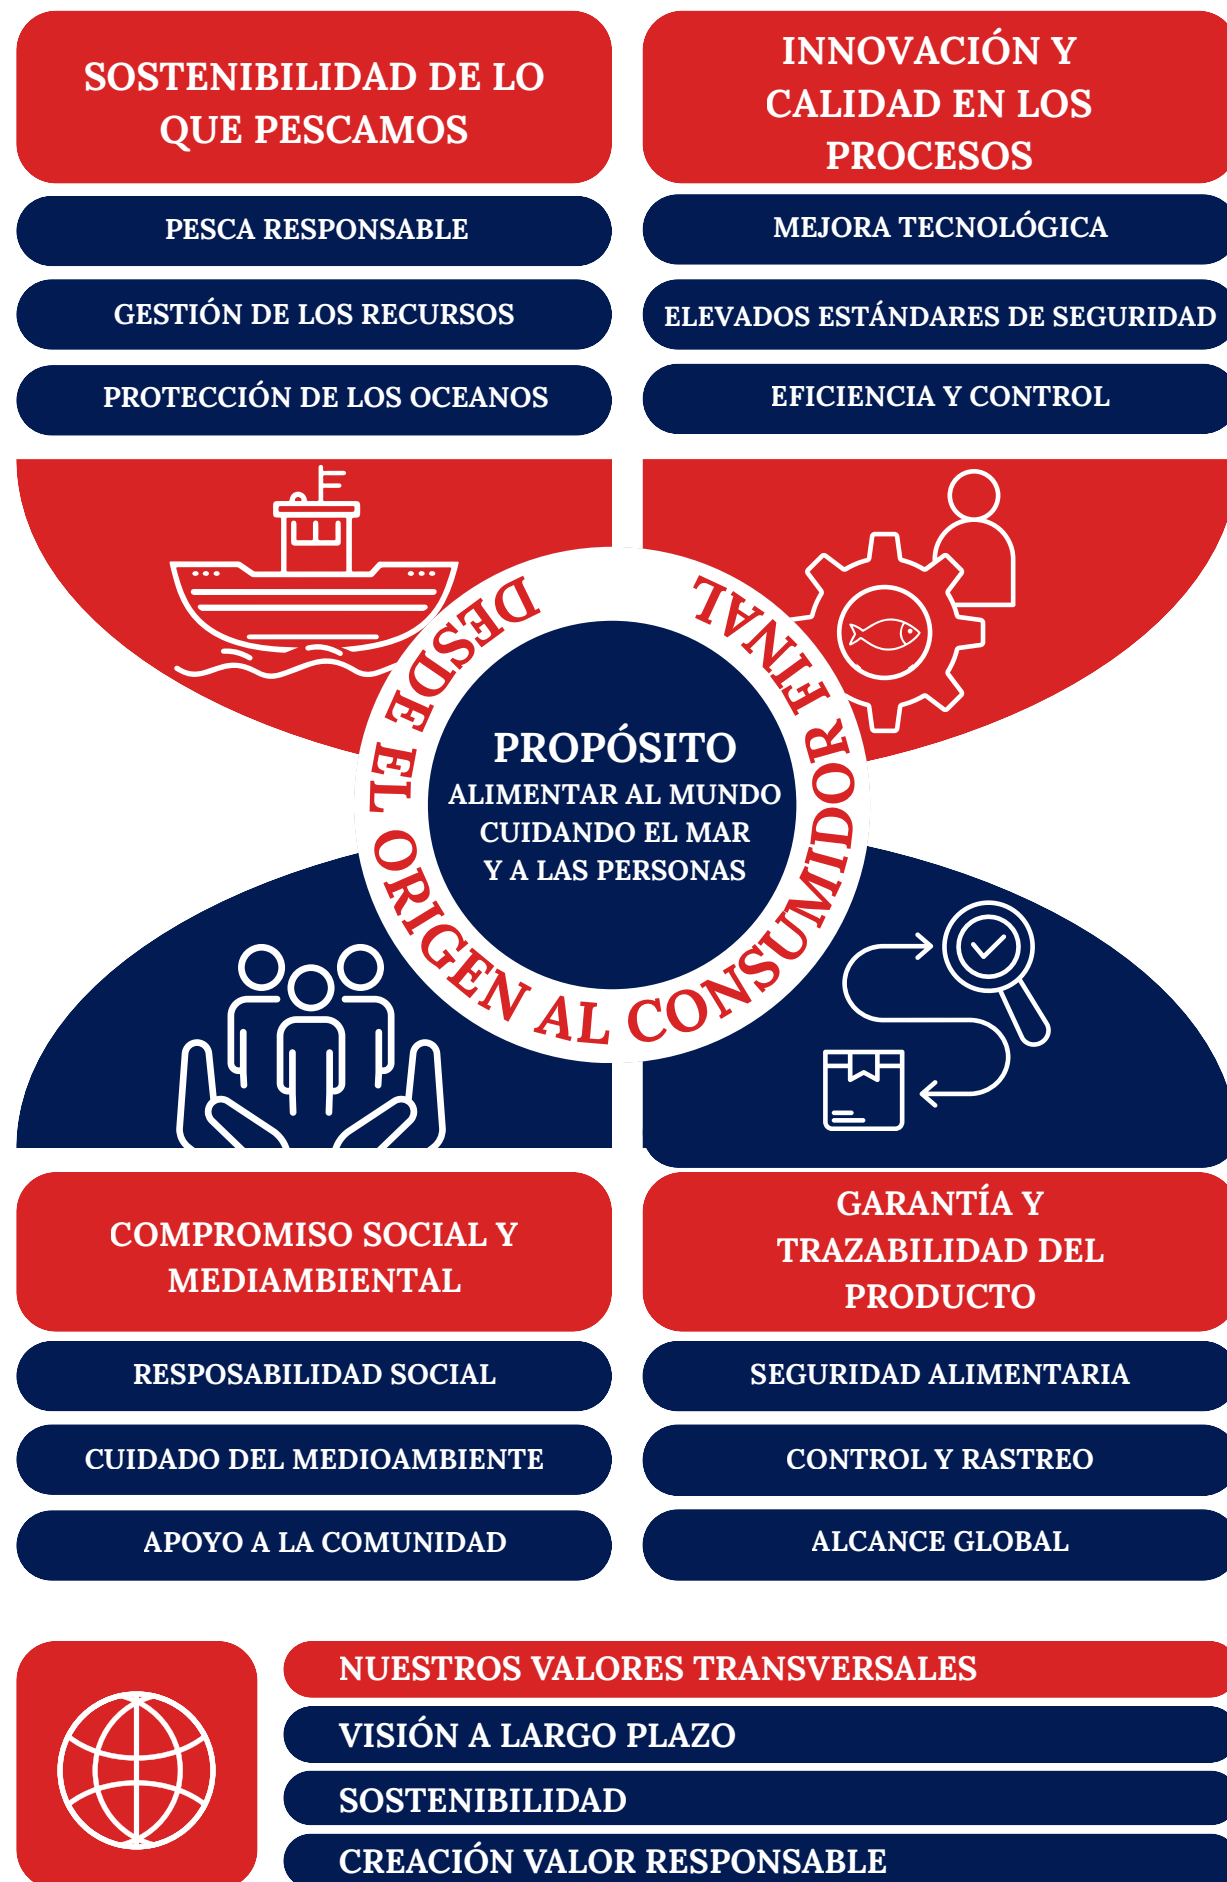 SOSTENIBILIDAD DE LO
QUE PESCAMOS
PESCA RESPONSABLE
GESTIÓN DE LOS RECURSOS
PROTECCIÓN DE LOS OCEANOS
INNOVACIÓN Y
CALIDAD EN LOS
PROCESOS
MEJORA TECNOLÓGICA
ELEVADOS ESTÁNDARES DE SEGURIDAD
EFICIENCIA Y CONTROL
DESDE EL ORIGEN AL CONSUMIDOR FINAL
PROPÓSITO
ALIMENTAR AL MUNDO
CUIDANDO EL MAR
Y A LAS PERSONAS
COMPROMISO SOCIAL Y
MEDIAMBIENTAL
RESPOSABILIDAD SOCIAL
CUIDADO DEL MEDIOAMBIENTE
APOYO A LA COMUNIDAD
GARANTÍA Y
TRAZABILIDAD DEL
PRODUCTO
SEGURIDAD ALIMENTARIA
CONTROL Y RASTREO
ALCANCE GLOBAL
NUESTROS VALORES TRANSVERSALES
VISIÓN A LARGO PLAZO
SOSTENIBILIDAD
CREACIÓN VALOR RESPONSABLE